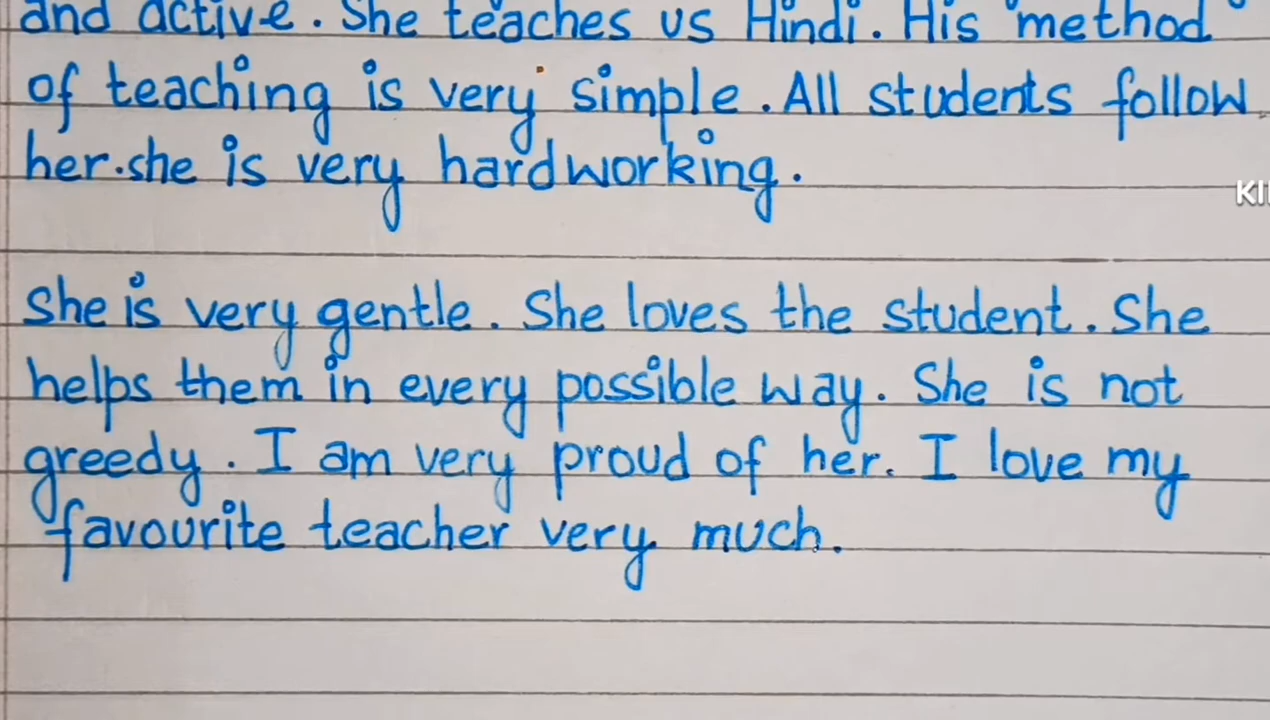 and active. She teaches us Hindi. His method
of teaching is very simple. All students follow
her. she is very hardworking.
She is very gentle. She loves the student. She
helps them in every possible way. She is not
greedy. I am very proud of her. I love my
favourite teacher very much.